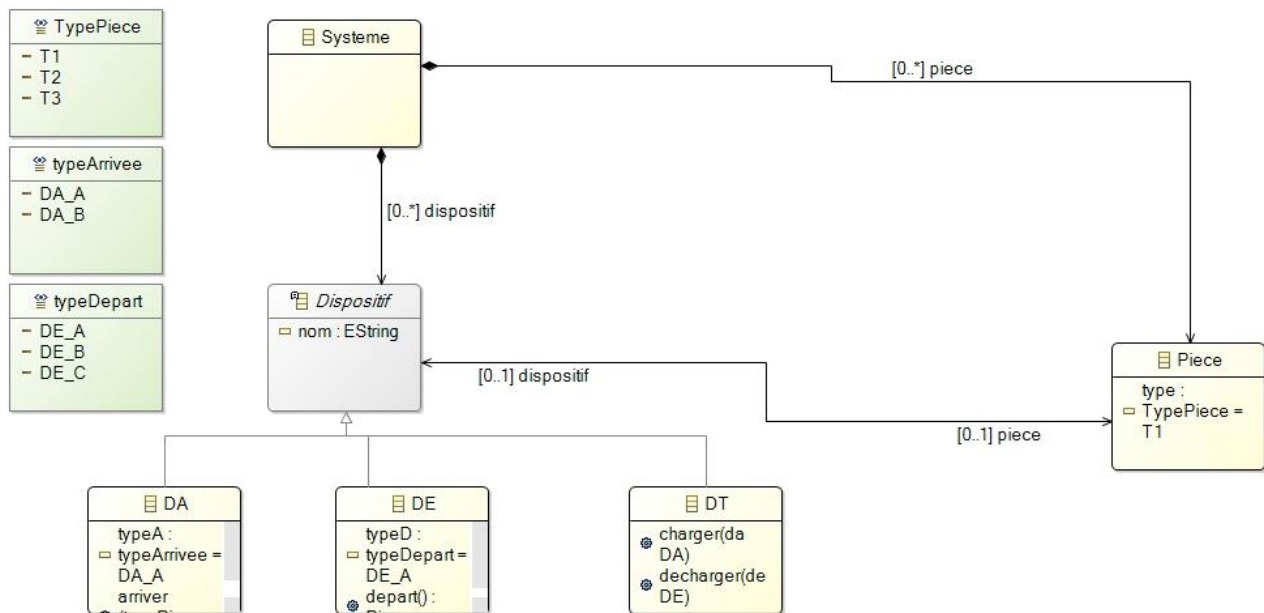 TypePiece
- T1
- T2
- T3
typeArrivee
- DA_A
- DA_B
typeDepart
- DE_A
- DE_B
- DE_C
Systeme
[0..*] piece
[0..*] dispositif
Dispositif
nom : EString
[0..1] dispositif
[0..1] piece
Piece
type :
TypePiece =
T1
DA
typeA :
typeArrivee =
DA_A
arriver
DE
typeD :
typeDepart =
DE_A
depart() :
DT
charger(da
DA)
decharger(de
DE)